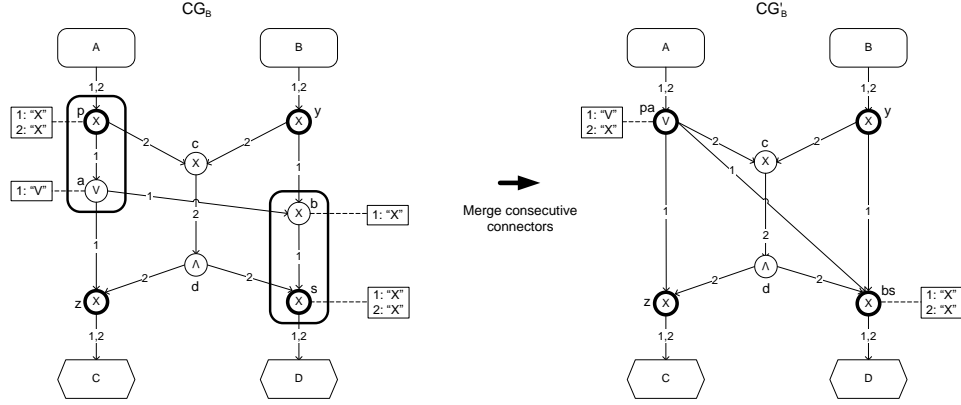 CG_B
CG'_B
A
B
A
B
1,2
1,2
1,2
1,2
1: "X"
2: "X"
p
X
X
y
1: "V"
2: "X"
pa
V
X
y
2
2
c
X
2
2
c
X
1
1
1
1: "V"
a
V
1
2
X
b
1: "X"
Merge consecutive
connectors
1
1
2
1
1
Λ
d
2
2
Λ
d
2
2
z
X
X
s
1: "X"
2: "X"
z
X
X
bs
1: "X"
2: "X"
1,2
1,2
1,2
1,2
C
D
C
D